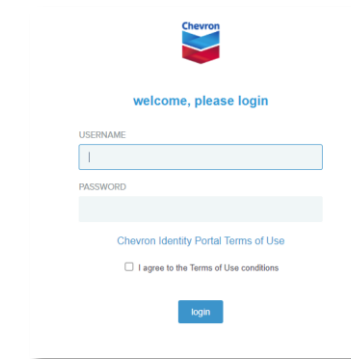 Chevron
welcome, please login
USERNAME
PASSWORD
Chevron Identity Portal Terms of Use
I agree to the Terms of Use conditions
login